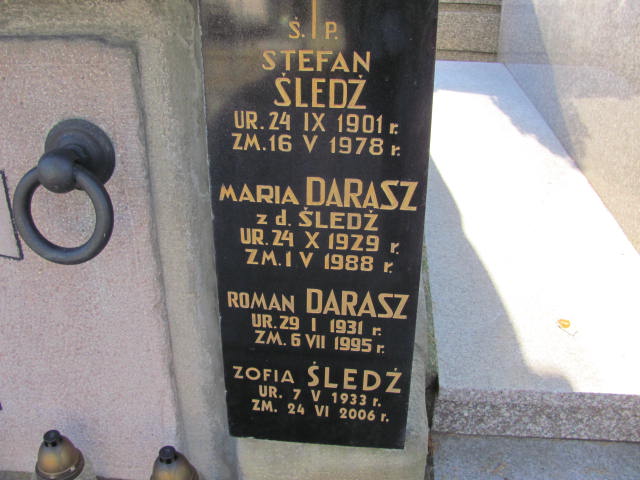 Ś. P.
STEFAN
ŚLEDŹ
UR. 24 IX 1901 r.
ZM. 16 V 1978 r.
MARIA DARASZ
z d. ŚLEDŹ
UR. 24 X 1929 r.
ZM. 1 V 1988 r.
ROMAN DARASZ
UR. 29 I 1931 r.
ZM. 6 VII 1995 r.
ZOFIA ŚLEDŹ
UR. 7 V 1933 r.
ZM. 24 VI 2006 r.